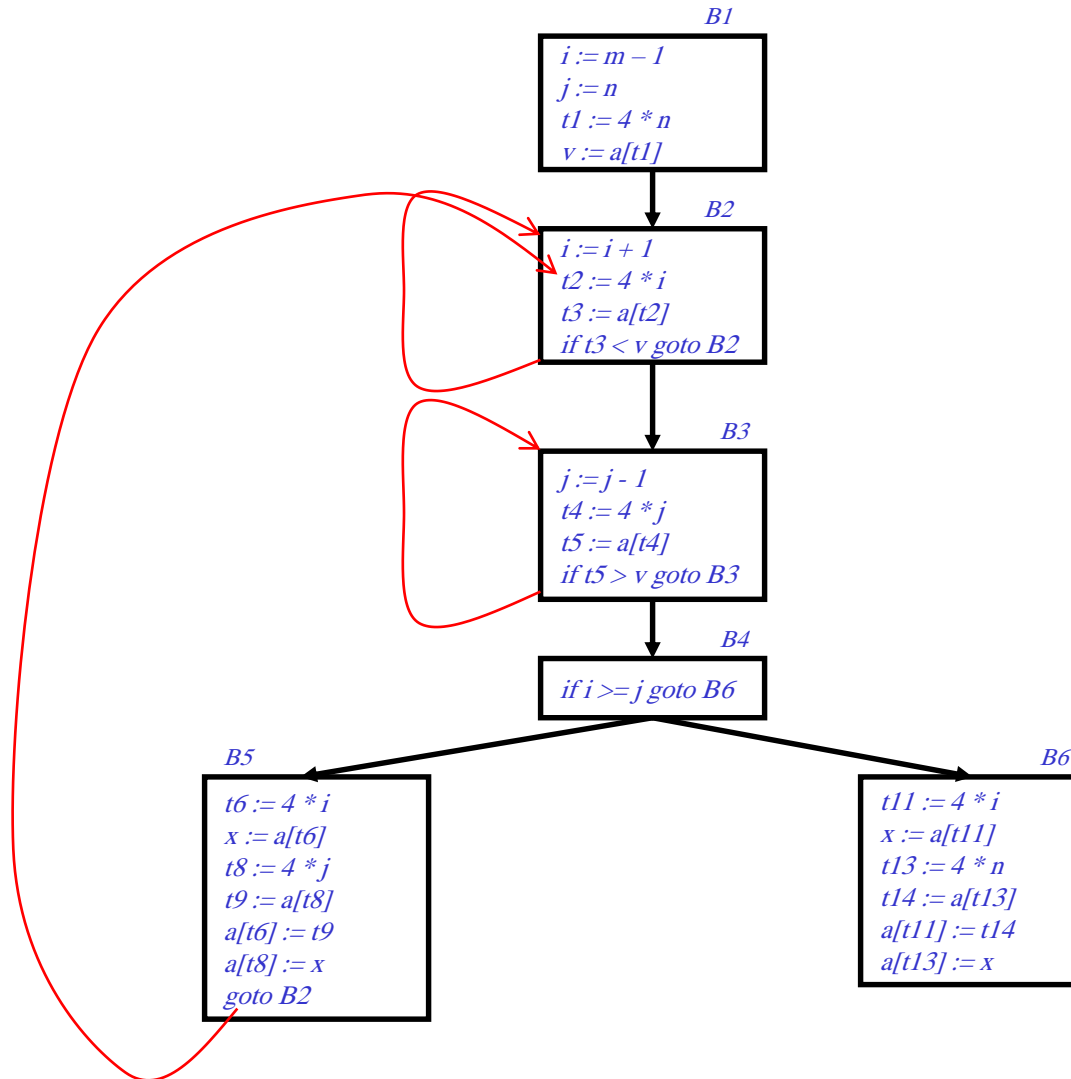 B1
i := m – 1
j := n
t1 := 4 * n
v := a[t1]
B2
i := i + 1
t2 := 4 * i
t3 := a[t2]
if t3 < v goto B2
B3
j := j - 1
t4 := 4 * j
t5 := a[t4]
if t5 > v goto B3
B4
if i >= j goto B6
B5
t6 := 4 * i
x := a[t6]
t8 := 4 * j
t9 := a[t8]
a[t6] := t9
a[t8] := x
goto B2
B6
t11 := 4 * i
x := a[t11]
t13 := 4 * n
t14 := a[t13]
a[t11] := t14
a[t13] := x